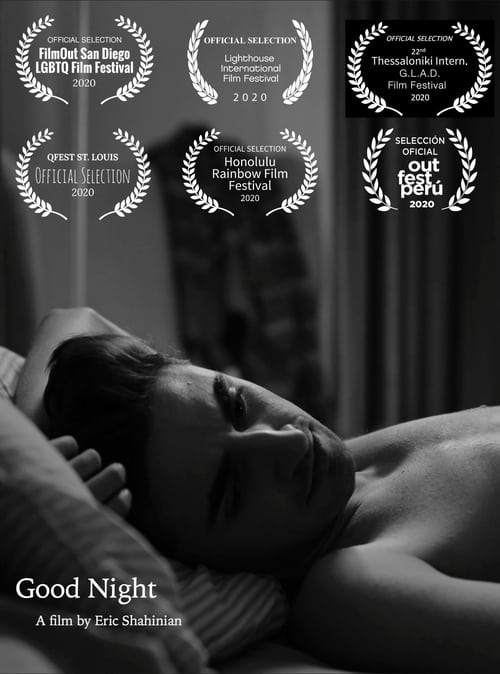 OFFICIAL SELECTION
FilmOut San Diego
LGBTQ Film Festival
2020
OFFICIAL SELECTION
Lighthouse
International
Film Festival
2020
OFFICIAL SELECTION
22nd
Thessaloniki Intern.
G.L.A.D.
Film Festival
2020
QFEST ST. LOUIS
OFFICIAL SELECTION
2020
OFFICIAL SELECTION
Honolulu
Rainbow Film
Festival
2020
SELECCIÓN
OFICIAL
out
fest
perú
2020
Good Night
A film by Eric Shahinian